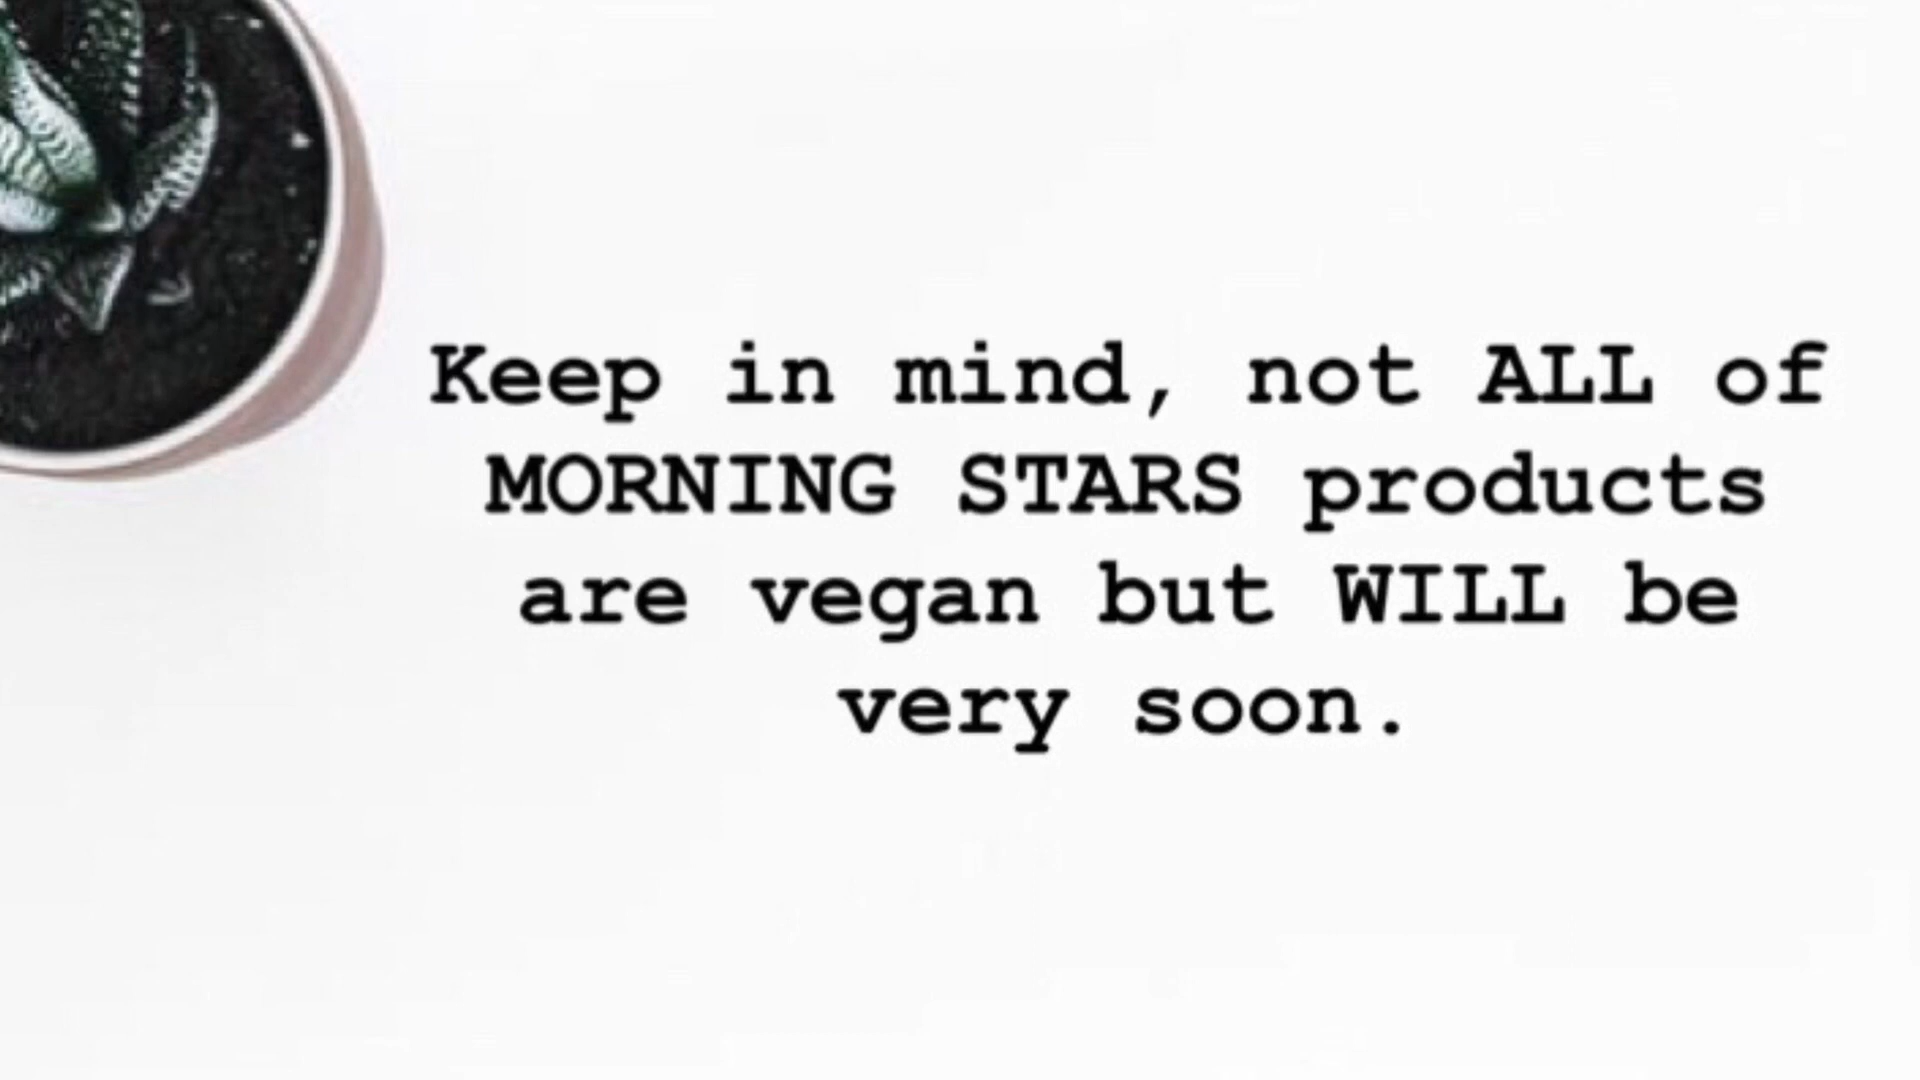 Keep in mind, not ALL of
MORNING STARS products
are vegan but WILL be
very soon.